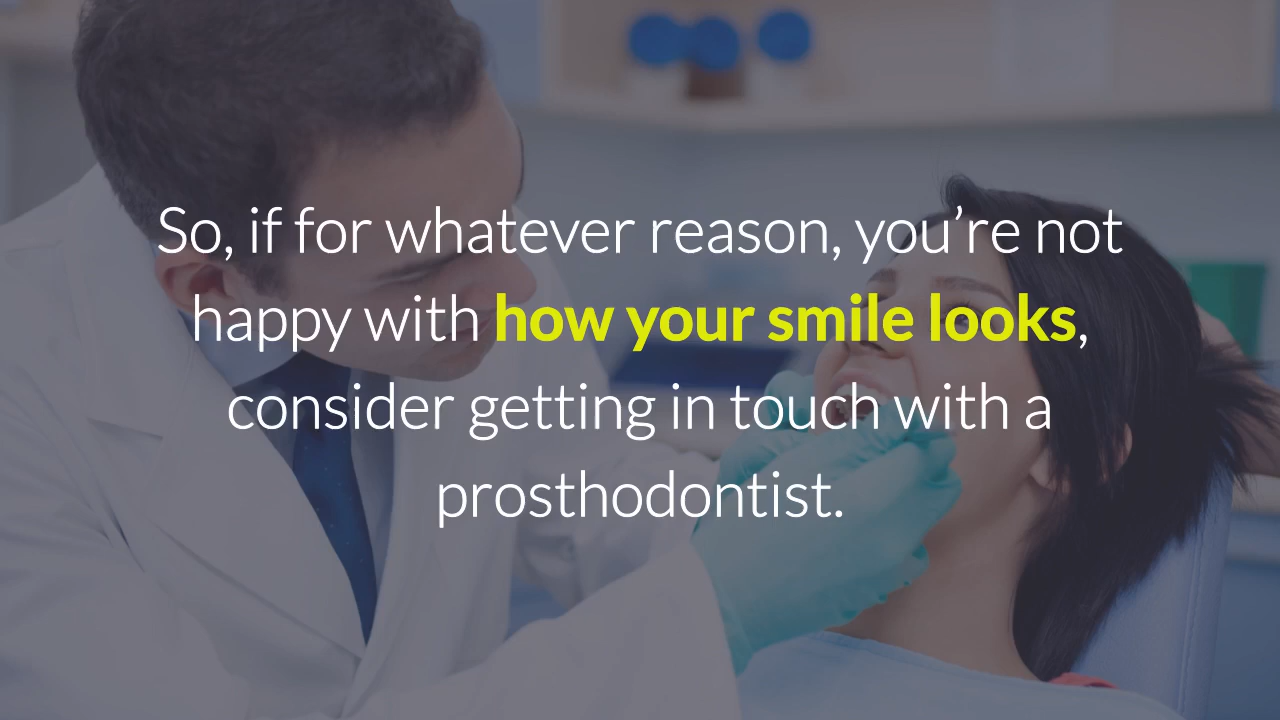 So, if for whatever reason, you’re not
happy with how your smile looks,
consider getting in touch with a
prosthodontist.